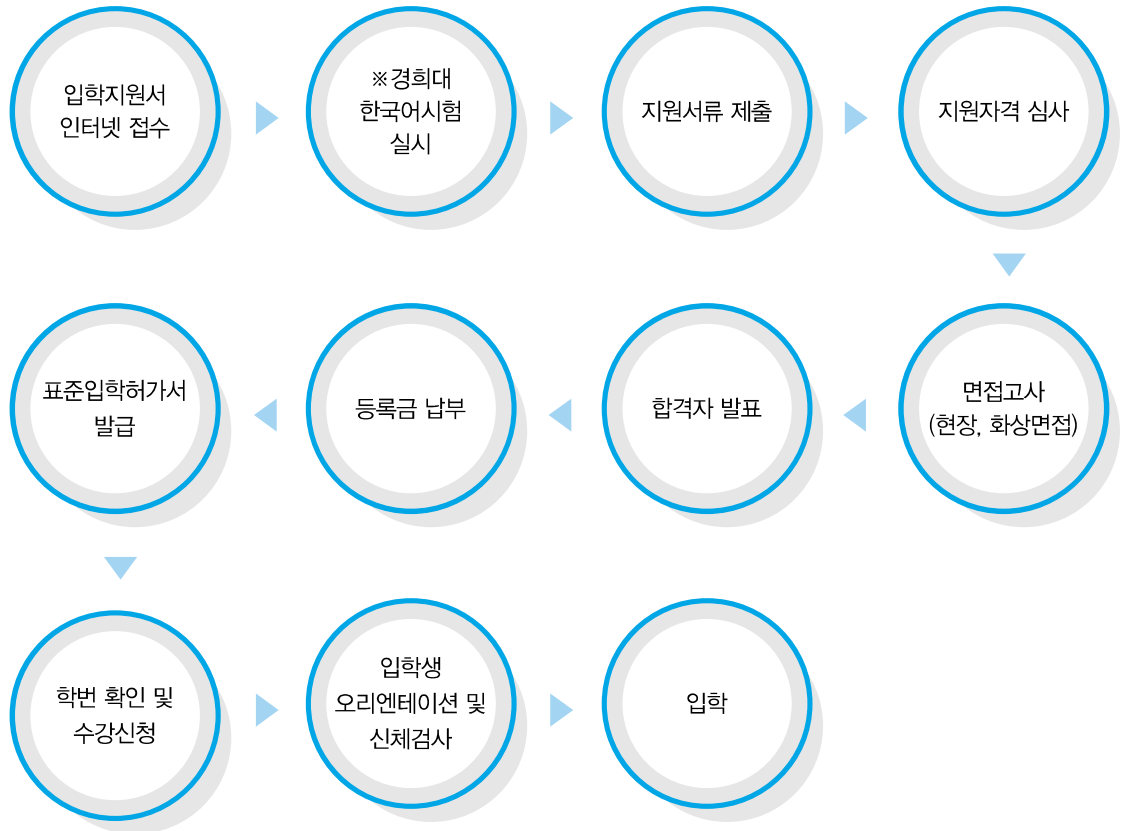 입학지원서
인터넷 접수
※경희대
한국어시험
실시
지원서류 제출
지원자격 심사
면접고사
(현장, 화상면접)
합격자 발표
등록금 납부
표준입학허가서
발급
학번 확인 및
수강신청
입학생
오리엔테이션 및
신체검사
입학